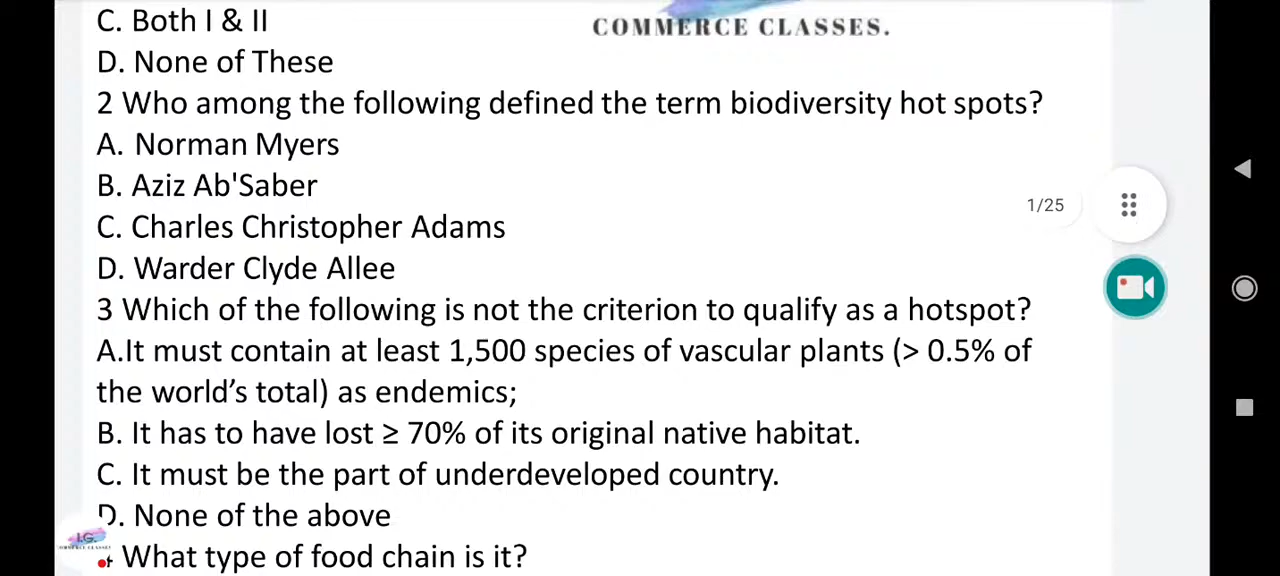 C. Both I & II
COMMERCE CLASSES.
D. None of These
2 Who among the following defined the term biodiversity hot spots?
A. Norman Myers
B. Aziz Ab'Saber
1/25
C. Charles Christopher Adams
D. Warder Clyde Allee
3 Which of the following is not the criterion to qualify as a hotspot?
A.It must contain at least 1,500 species of vascular plants (> 0.5% of
the world’s total) as endemics;
B. It has to have lost ≥ 70% of its original native habitat.
C. It must be the part of underdeveloped country.
D. None of the above
I.G.
COMMERCE CLASSES
What type of food chain is it?